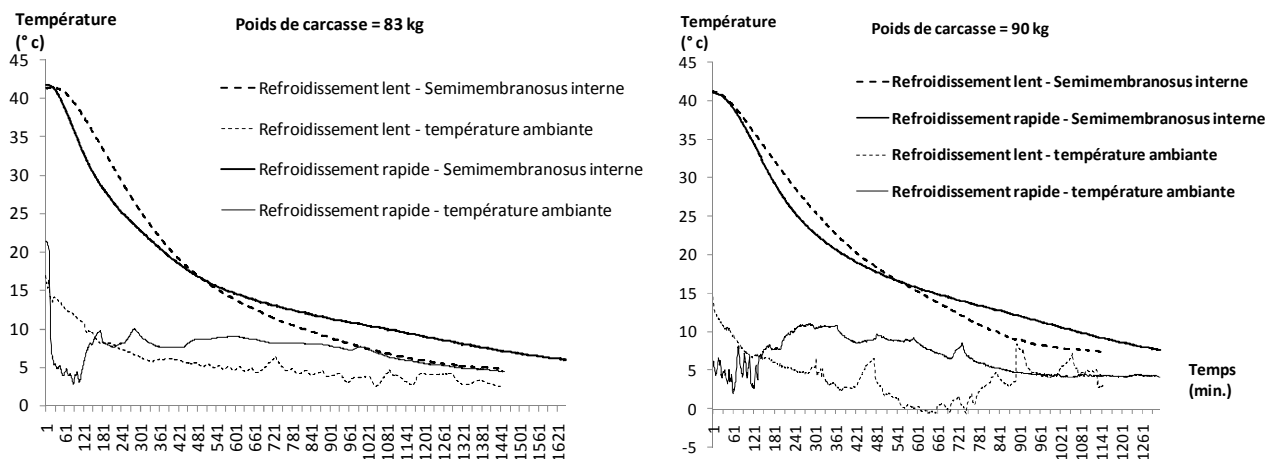 Température
(° c)
Poids de carcasse = 83 kg
45
40
35
30
25
20
15
10
5
0
Refroidissement lent - Semimembranosus interne
Refroidissement lent - température ambiante
Refroidissement rapide - Semimembranosus interne
Refroidissement rapide - température ambiante
1 61 121 181 241 301 361 421 481 541 601 661 721 781 841 901 961 1021 1081 1141 1201 1261 1321 1381 1441 1501 1561 1621
Température
(° c)
Poids de carcasse = 90 kg
45
40
35
30
25
20
15
10
5
0
-5
Refroidissement lent - Semimembranosus interne
Refroidissement rapide - Semimembranosus interne
Refroidissement lent - température ambiante
Refroidissement rapide - température ambiante
Temps
(min.)
1 61 121 181 241 301 361 421 481 541 601 661 721 781 841 901 961 1021 1081 1141 1201 1261